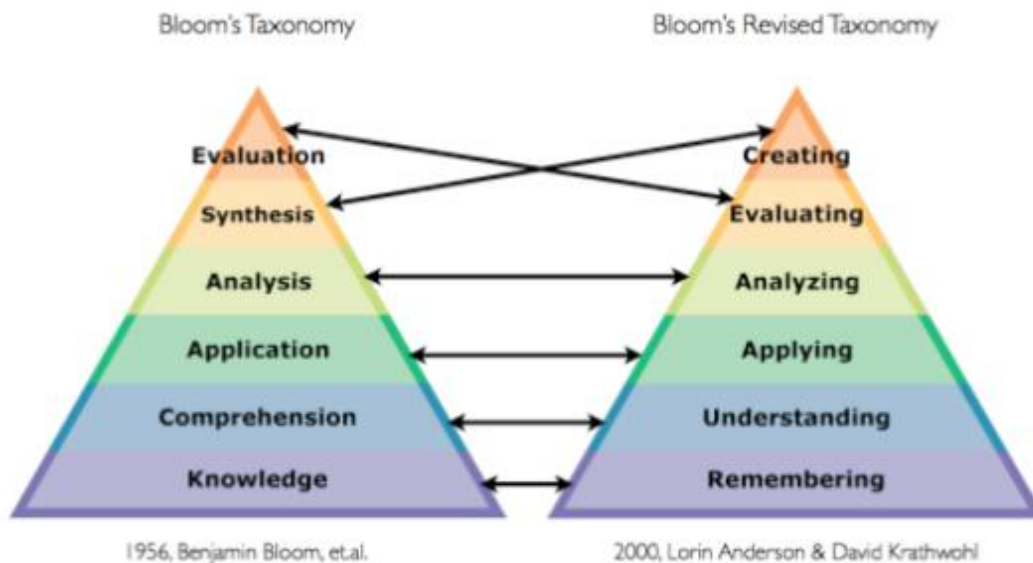 Bloom's Taxonomy
Bloom's Revised Taxonomy
Evaluation
Synthesis
Analysis
Application
Comprehension
Knowledge
Creating
Evaluating
Analyzing
Applying
Understanding
Remembering
1956, Benjamin Bloom, et.al.
2000, Lorin Anderson & David Krathwohl